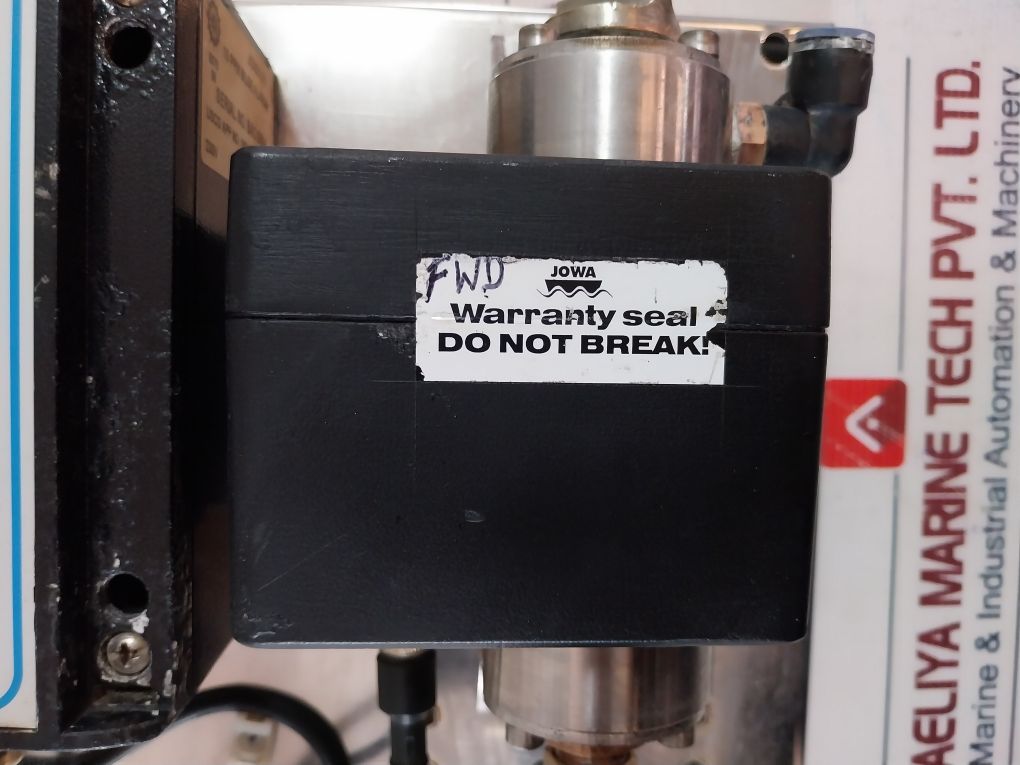 FWD
JOWA
Warranty seal
DO NOT BREAK!
AELIYA MARINE TECH PVT. LTD.
Marine & Industrial Automation & Machinery